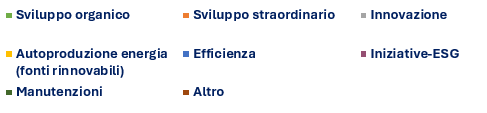 Sviluppo organico
Sviluppo straordinario
Innovazione
Autoproduzione energia
(fonti rinnovabili)
Efficienza
Iniziative-ESG
Manutenzioni
Altro